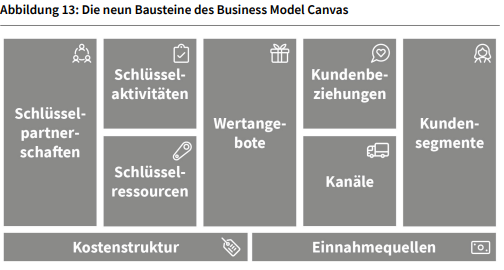 Abbildung 13: Die neun Bausteine des Business Model Canvas
Schlüssel-
partner-
schaften
Schlüssel-
aktivitäten
Schlüssel-
ressourcen
Wertange-
bote
Kundenbe-
ziehungen
Kanäle
Kunden-
segmente
Kostenstruktur
Einnahmequellen